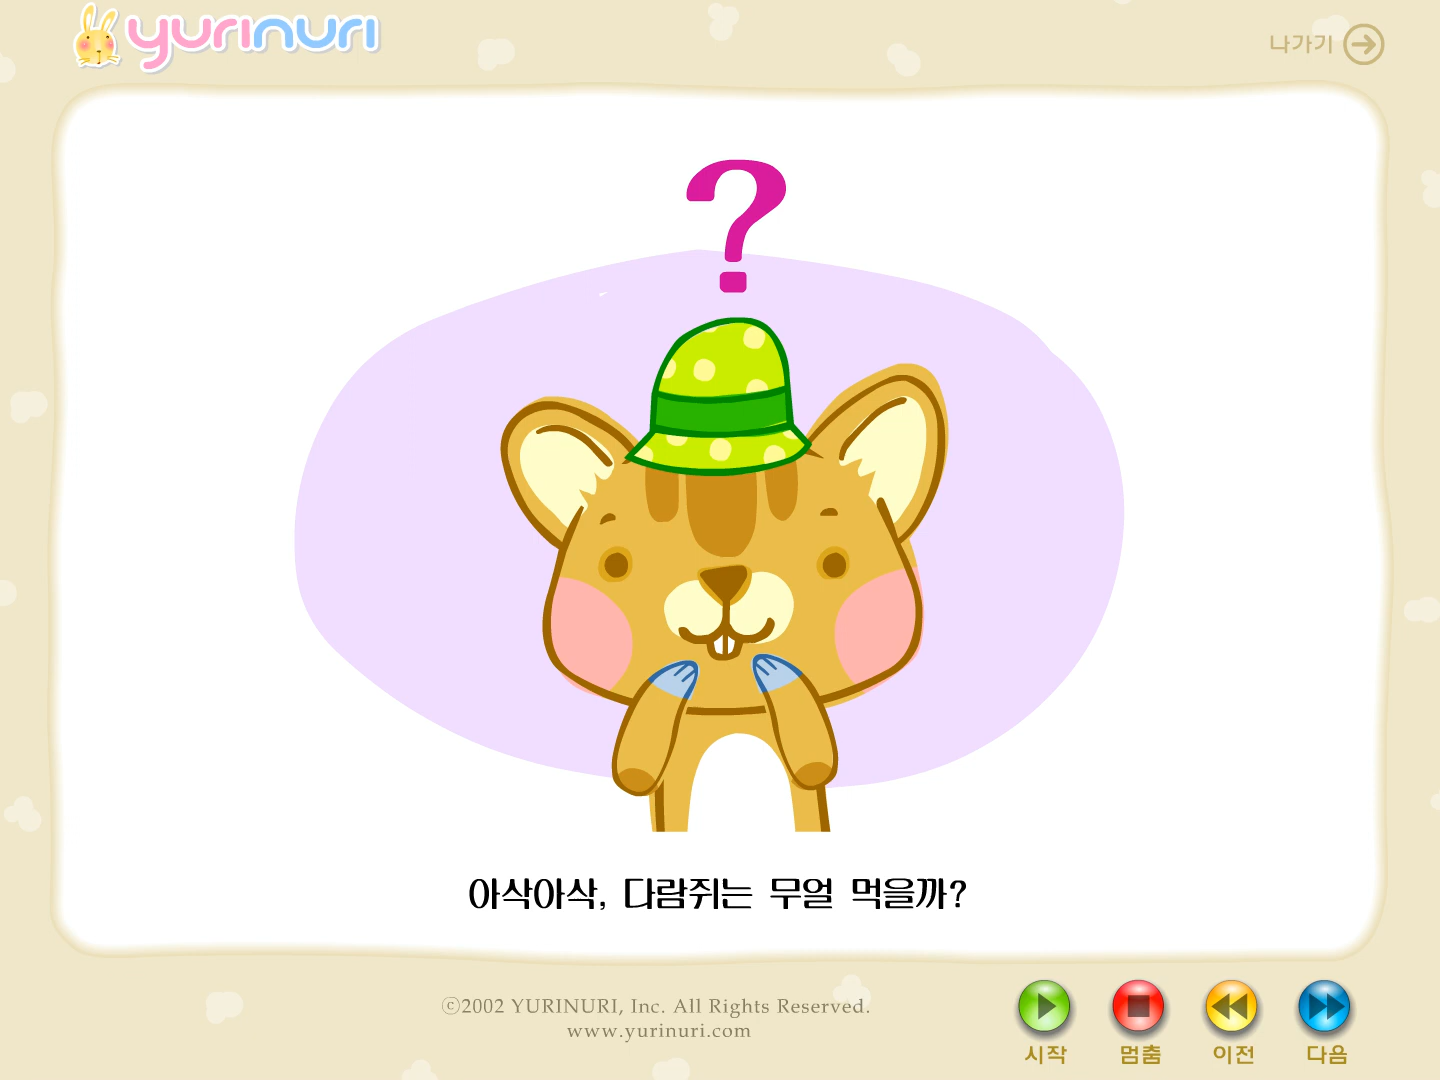 yurinuri
나가기
?
아삭아삭, 다람쥐는 무얼 먹을까?
ⓒ2002 YURINURI, Inc. All Rights Reserved.
www.yurinuri.com
시작 멈춤 이전 다음